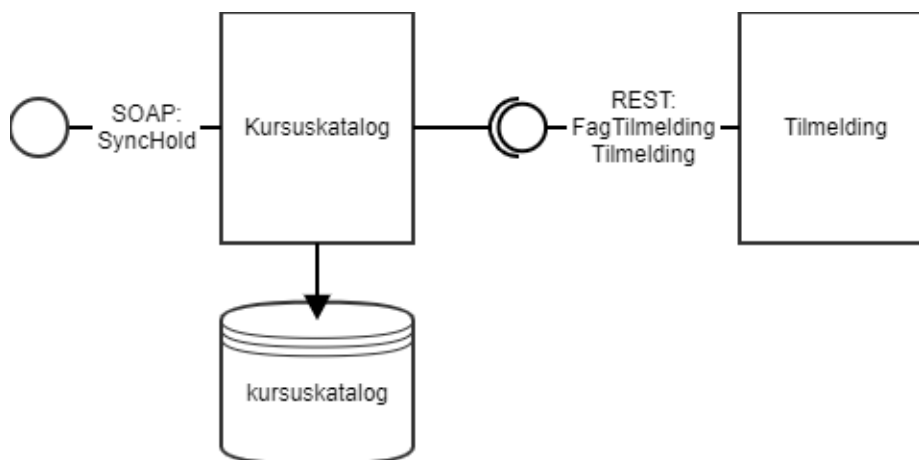 SOAP:
SyncHold
Kursuskatalog
REST:
FagTilmelding
Tilmelding
Tilmelding
kursuskatalog